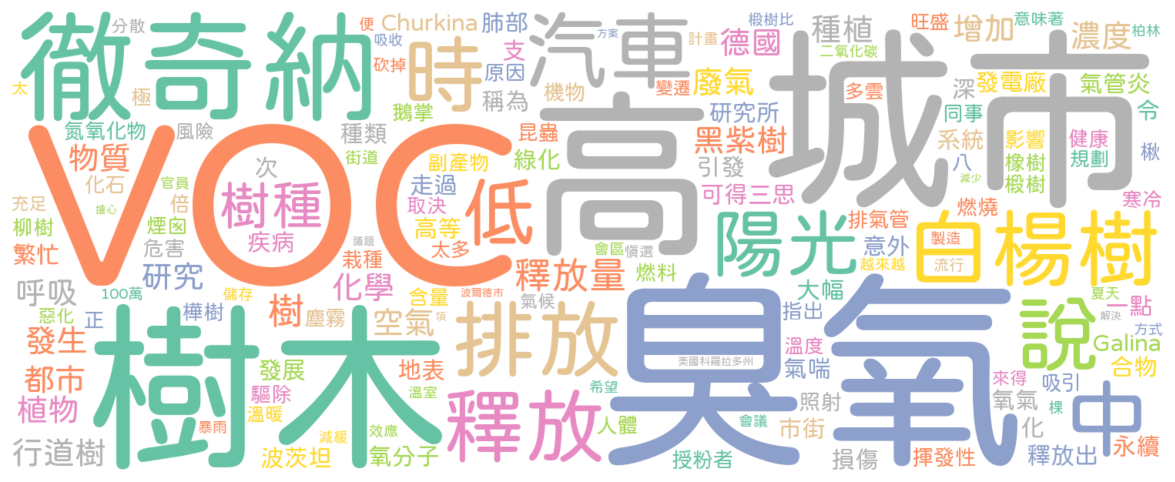 分散
便
Churkina
肺部
汽車
椴樹比
種植
旺盛
增加
意味著
濃度
柏林
徹奇納
吸收
時
支
方案
計畫
德國
二氧化碳
城市
太
砍掉
原因
變遷
廢氣
多雲
深
發電廠
氣管炎
極
鵝掌
稱為
機物
研究所
同事
令
氮氧化物
風險
種類
昆蟲
高
黑紫樹
系統
影響
健康
楸
VOC
物質
街道
副產物
綠化
引發
八
橡樹
規劃
化石
官員
次
走過
低
可得三思
減少
椴樹
寒冷
充足
倍
樹種
取決
燃燒
柳樹
擔心
煙囪
疾病
高等
陽光
排氣管
白楊樹
繁忙
危害
議題
太多
會區
慎選
意外
製造
研究
栽種
釋放量
燃料
越來越
流行
呼吸
100萬
儲存
化學
含量
波爾德市
氣候
大幅
夏天
惡化
正
樺樹
樹
塵霧
空氣
項
排放
臭氧
指出
說
一點
解決
發生
樹木
美國科羅拉多州
溫度
Galina
方式
都市
發展
地表
氣喘
合物
植物
驅除
溫室
釋放
希望
照射
來得
吸引
中
溫暖
暴雨
減緩
效應
人體
會議
市街
氧氣
棵
化
永續
行道樹
波茨坦
氧分子
授粉者
損傷
揮發性
釋放出